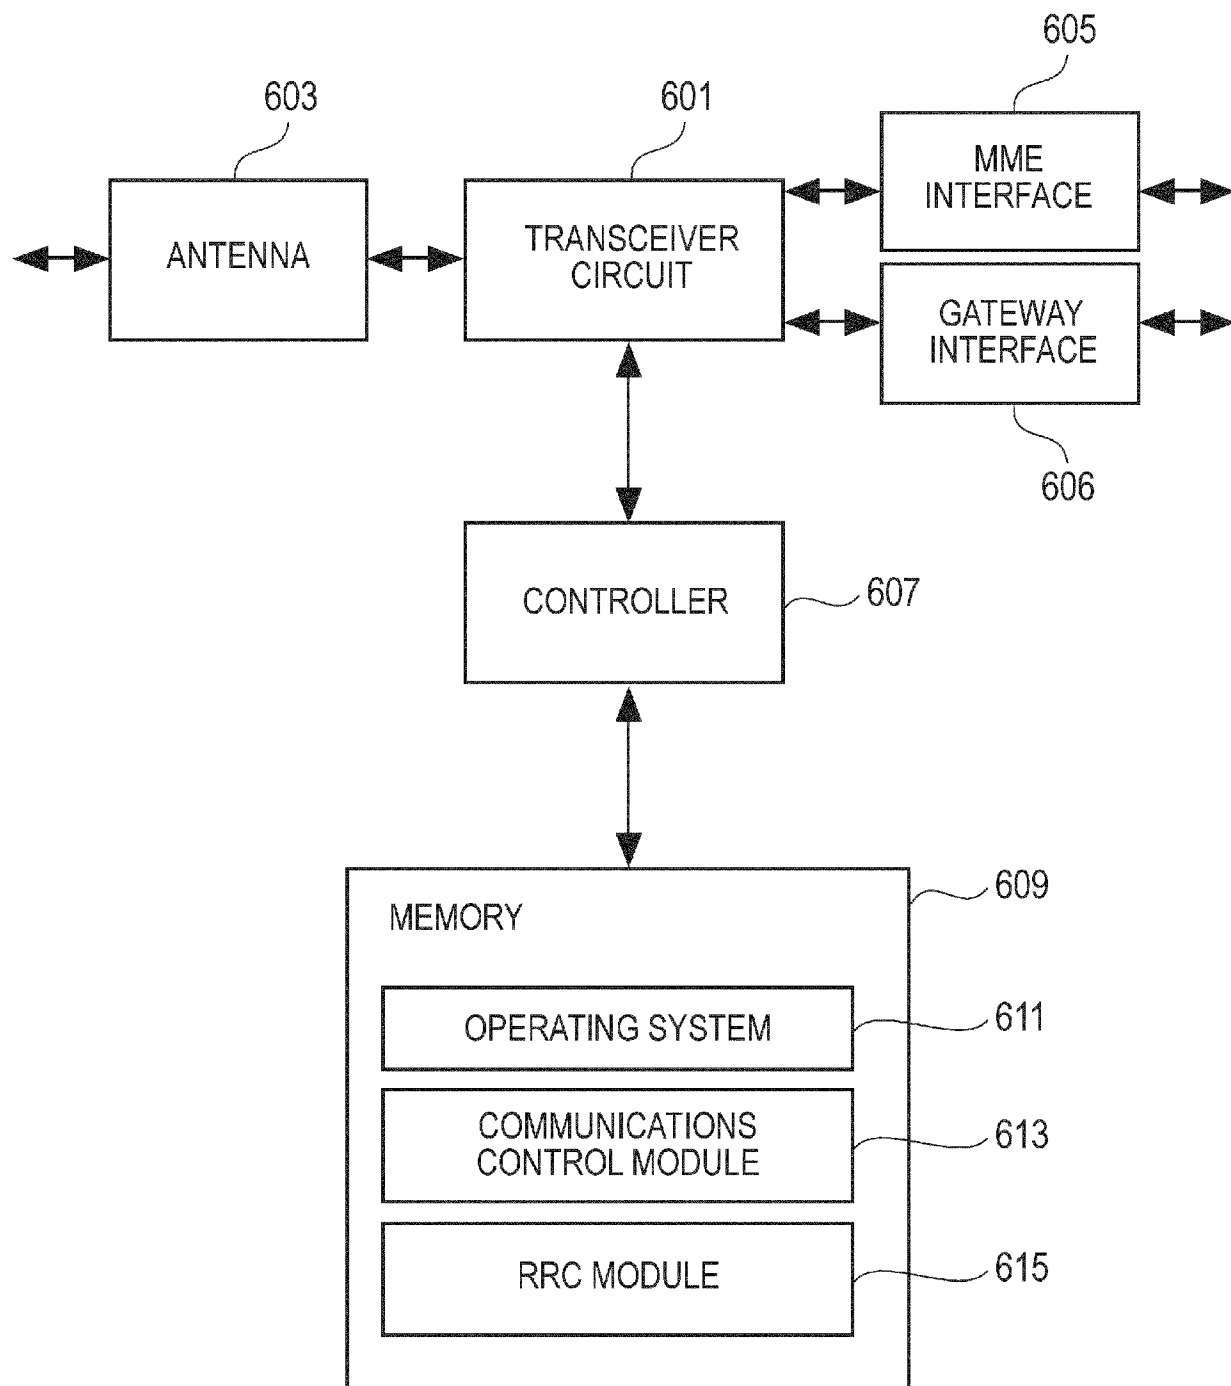 605
603
601
MME
INTERFACE
ANTENNA
TRANSCEIVER
CIRCUIT
GATEWAY
INTERFACE
606
CONTROLLER
607
609
MEMORY
OPERATING SYSTEM
611
COMMUNICATIONS
CONTROL MODULE
613
RRC MODULE
615